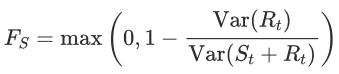 F_S = max(0, 1 − Var(R_t) / Var(S_t + R_t))